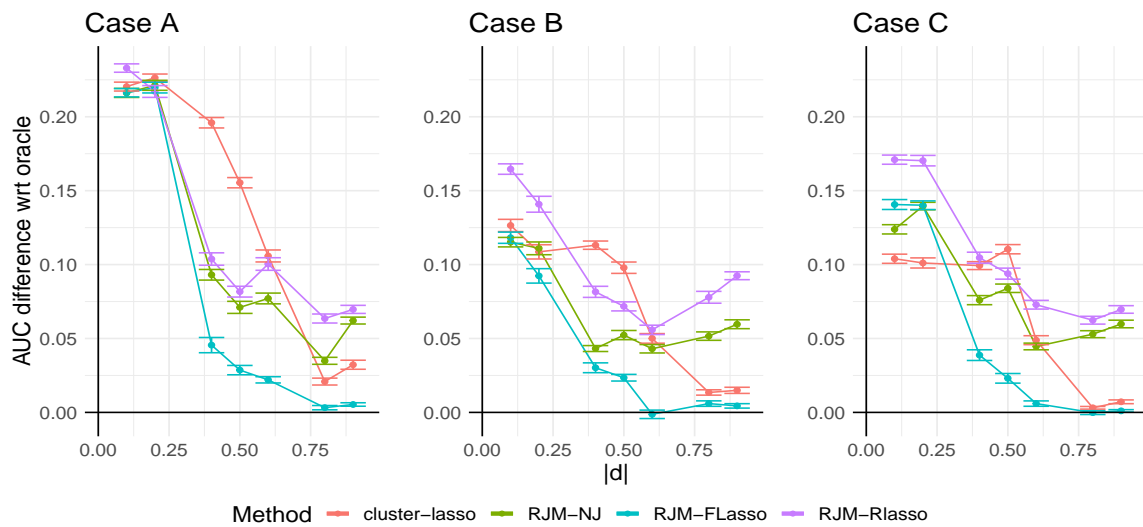 Case A
Case B
Case C
AUC difference wrt oracle
0.20
0.15
0.10
0.05
0.00
0.20
0.15
0.10
0.05
0.00
0.20
0.15
0.10
0.05
0.00
0.00 0.25 0.50 0.75
0.00 0.25 0.50 0.75
0.00 0.25 0.50 0.75
|d|
Method cluster−lasso RJM−NJ RJM−FLasso RJM−Rlasso